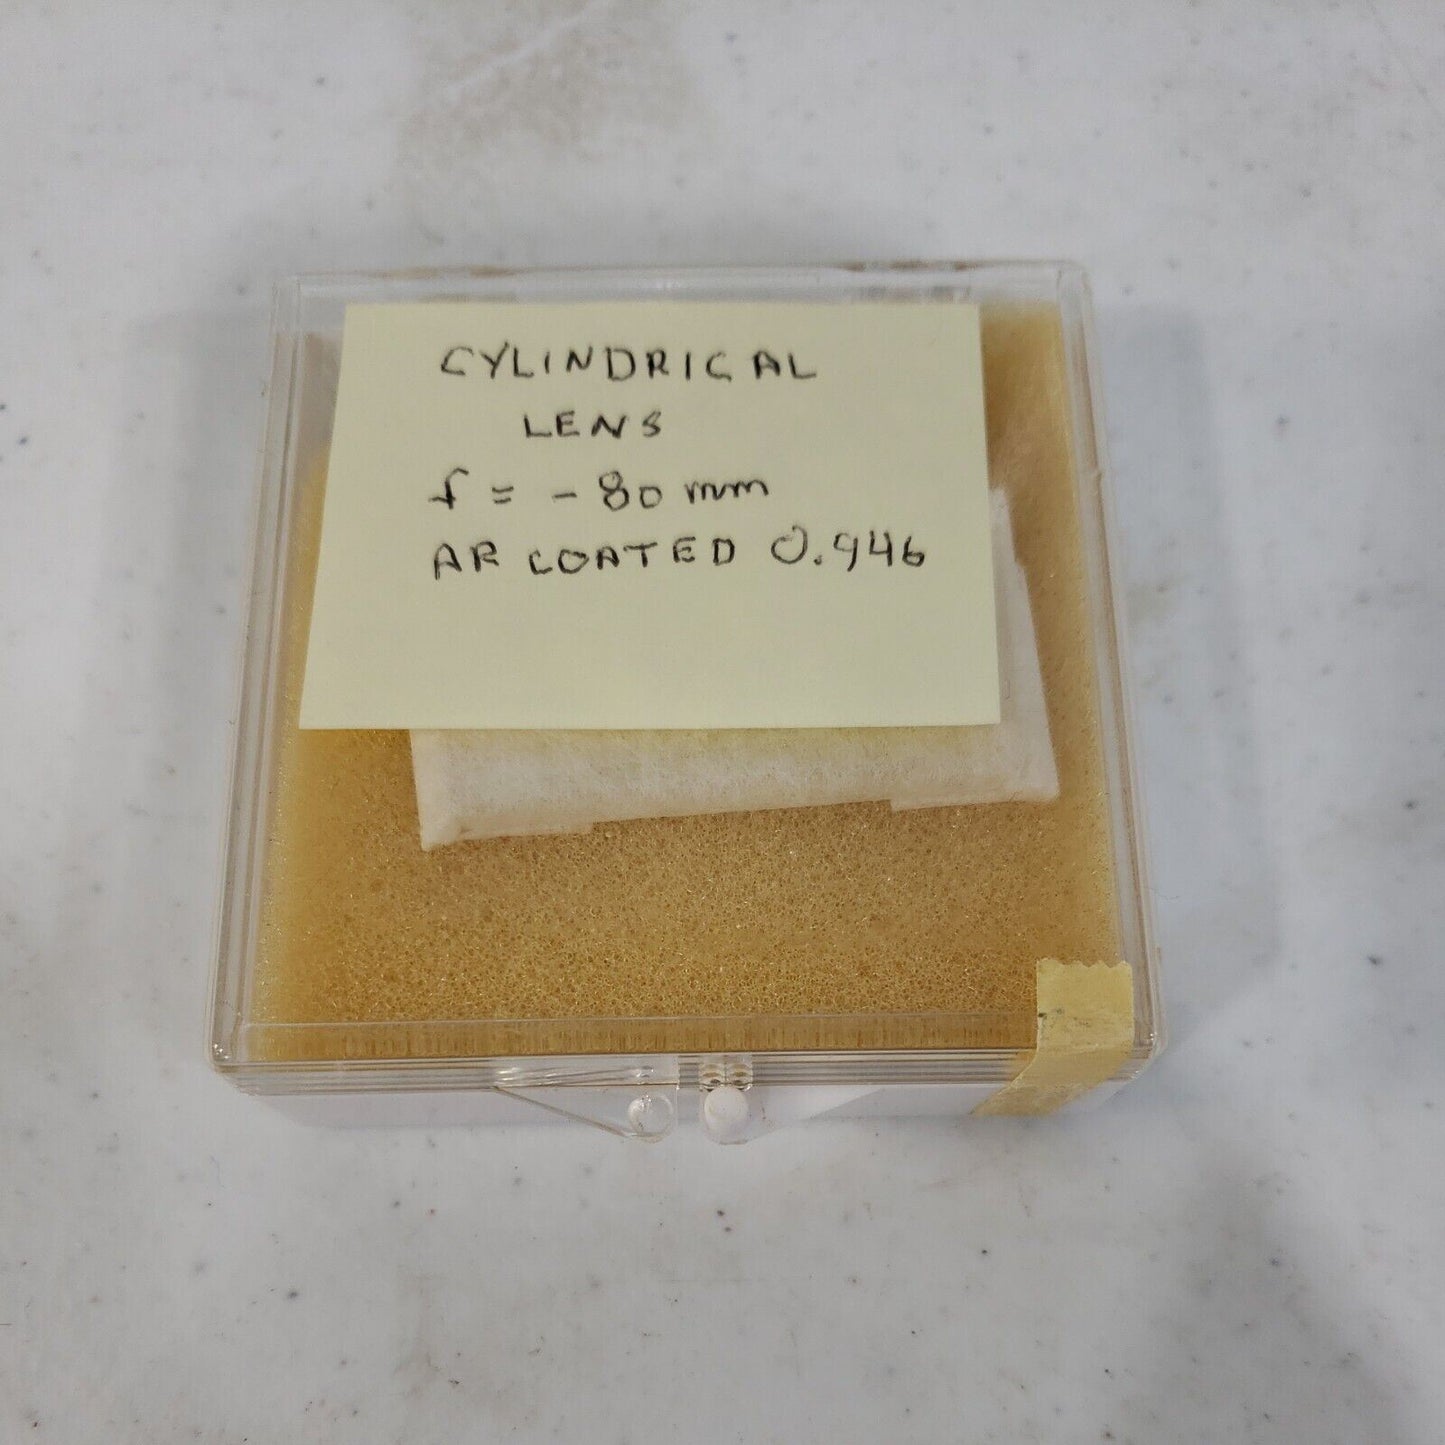 CYLINDRICAL
LENS
f = - 80 mm
AR COATED 0.946